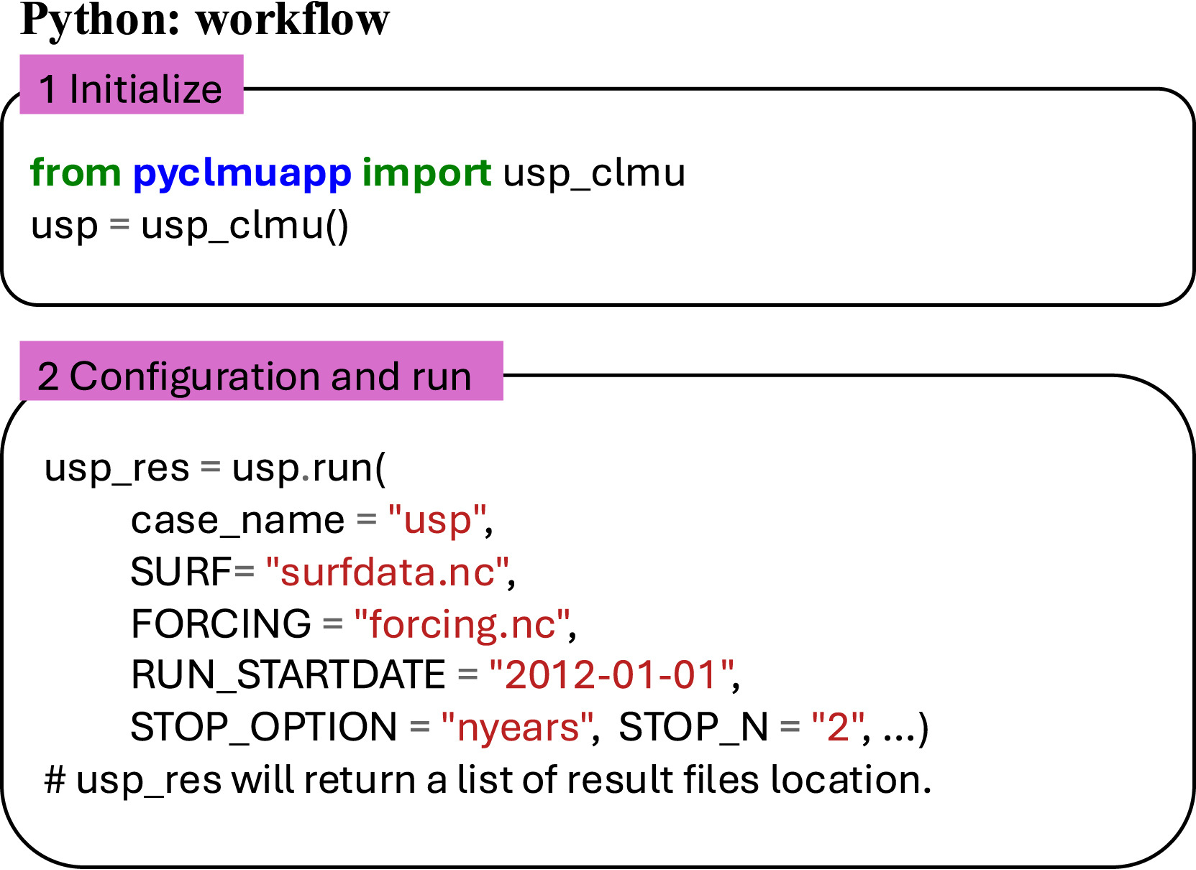 Python: workflow
1 Initialize
from pyclmuapp import usp_clmu
usp = usp_clmu()
2 Configuration and run
usp_res = usp.run(
case_name = "usp",
SURF= "surfdata.nc",
FORCING = "forcing.nc",
RUN_STARTDATE = "2012-01-01",
STOP_OPTION = "nyears", STOP_N = "2", ...)
# usp_res will return a list of result files location.